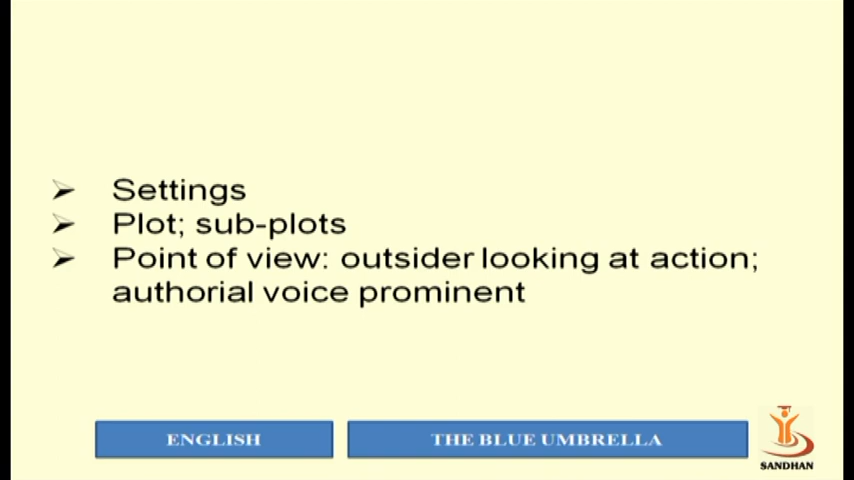 Settings
Plot; sub-plots
Point of view: outsider looking at action;
authorial voice prominent
ENGLISH
THE BLUE UMBRELLA
SANDHAN